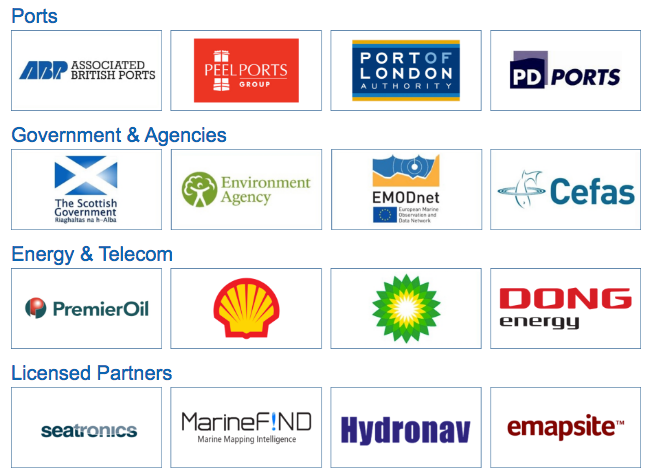 Ports
ABP ASSOCIATED
BRITISH PORTS
PEEL PORTS
GROUP
PORT OF
LONDON
AUTHORITY
PD PORTS
Government & Agencies
The Scottish
Government
Riaghaltas na h-Alba
Environment
Agency
EMODnet
European Marine
Observation and
Data Network
Cefas
Energy & Telecom
PremierOil
DONG
energy
Licensed Partners
seatronics
MarineF!ND
Marine Mapping Intelligence
Hydronav
emapsite™